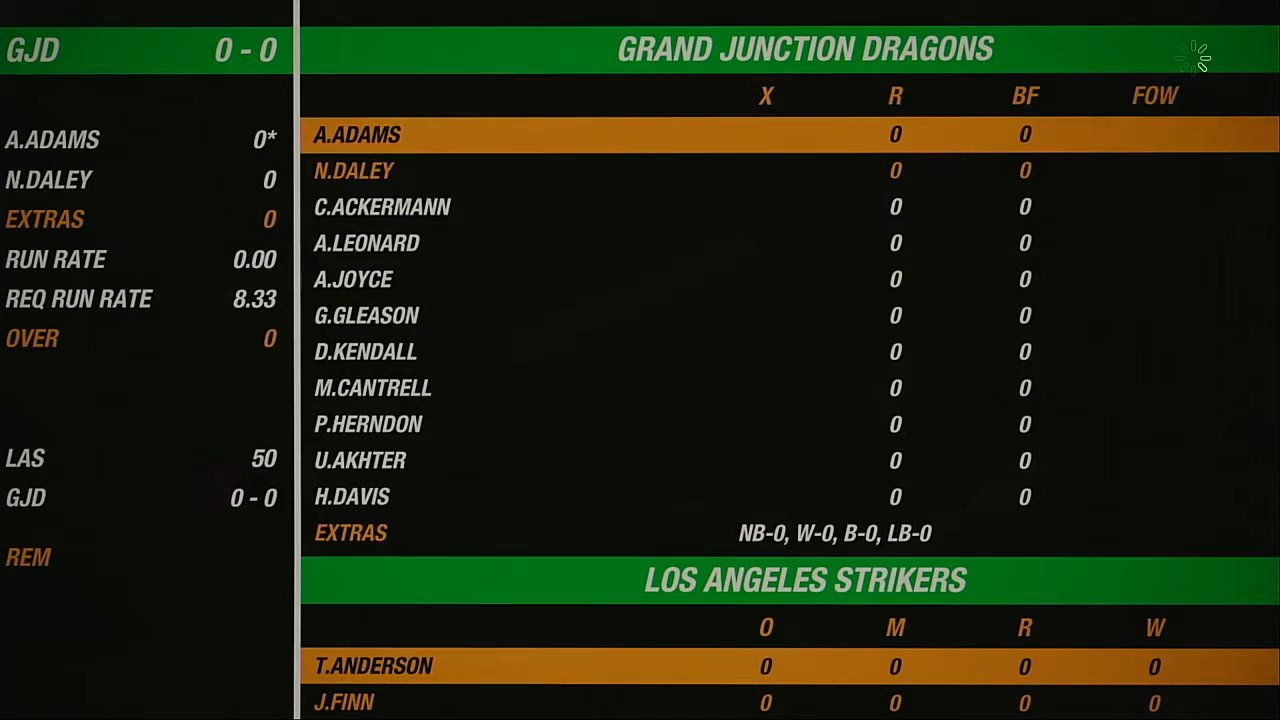 GJD 0 - 0
A.ADAMS 0*
N.DALEY 0
EXTRAS 0
RUN RATE 0.00
REQ RUN RATE 8.33
OVER 0
LAS 50
GJD 0 - 0
REM
GRAND JUNCTION DRAGONS
X R BF FOW
A.ADAMS 0 0
N.DALEY 0 0
C.ACKERMANN 0 0
A.LEONARD 0 0
A.JOYCE 0 0
G.GLEASON 0 0
D.KENDALL 0 0
M.CANTRELL 0 0
P.HERNDON 0 0
U.AKHTER 0 0
H.DAVIS 0 0
EXTRAS NB-0, W-0, B-0, LB-0
LOS ANGELES STRIKERS
O M R W
T.ANDERSON 0 0 0 0
J.FINN 0 0 0 0